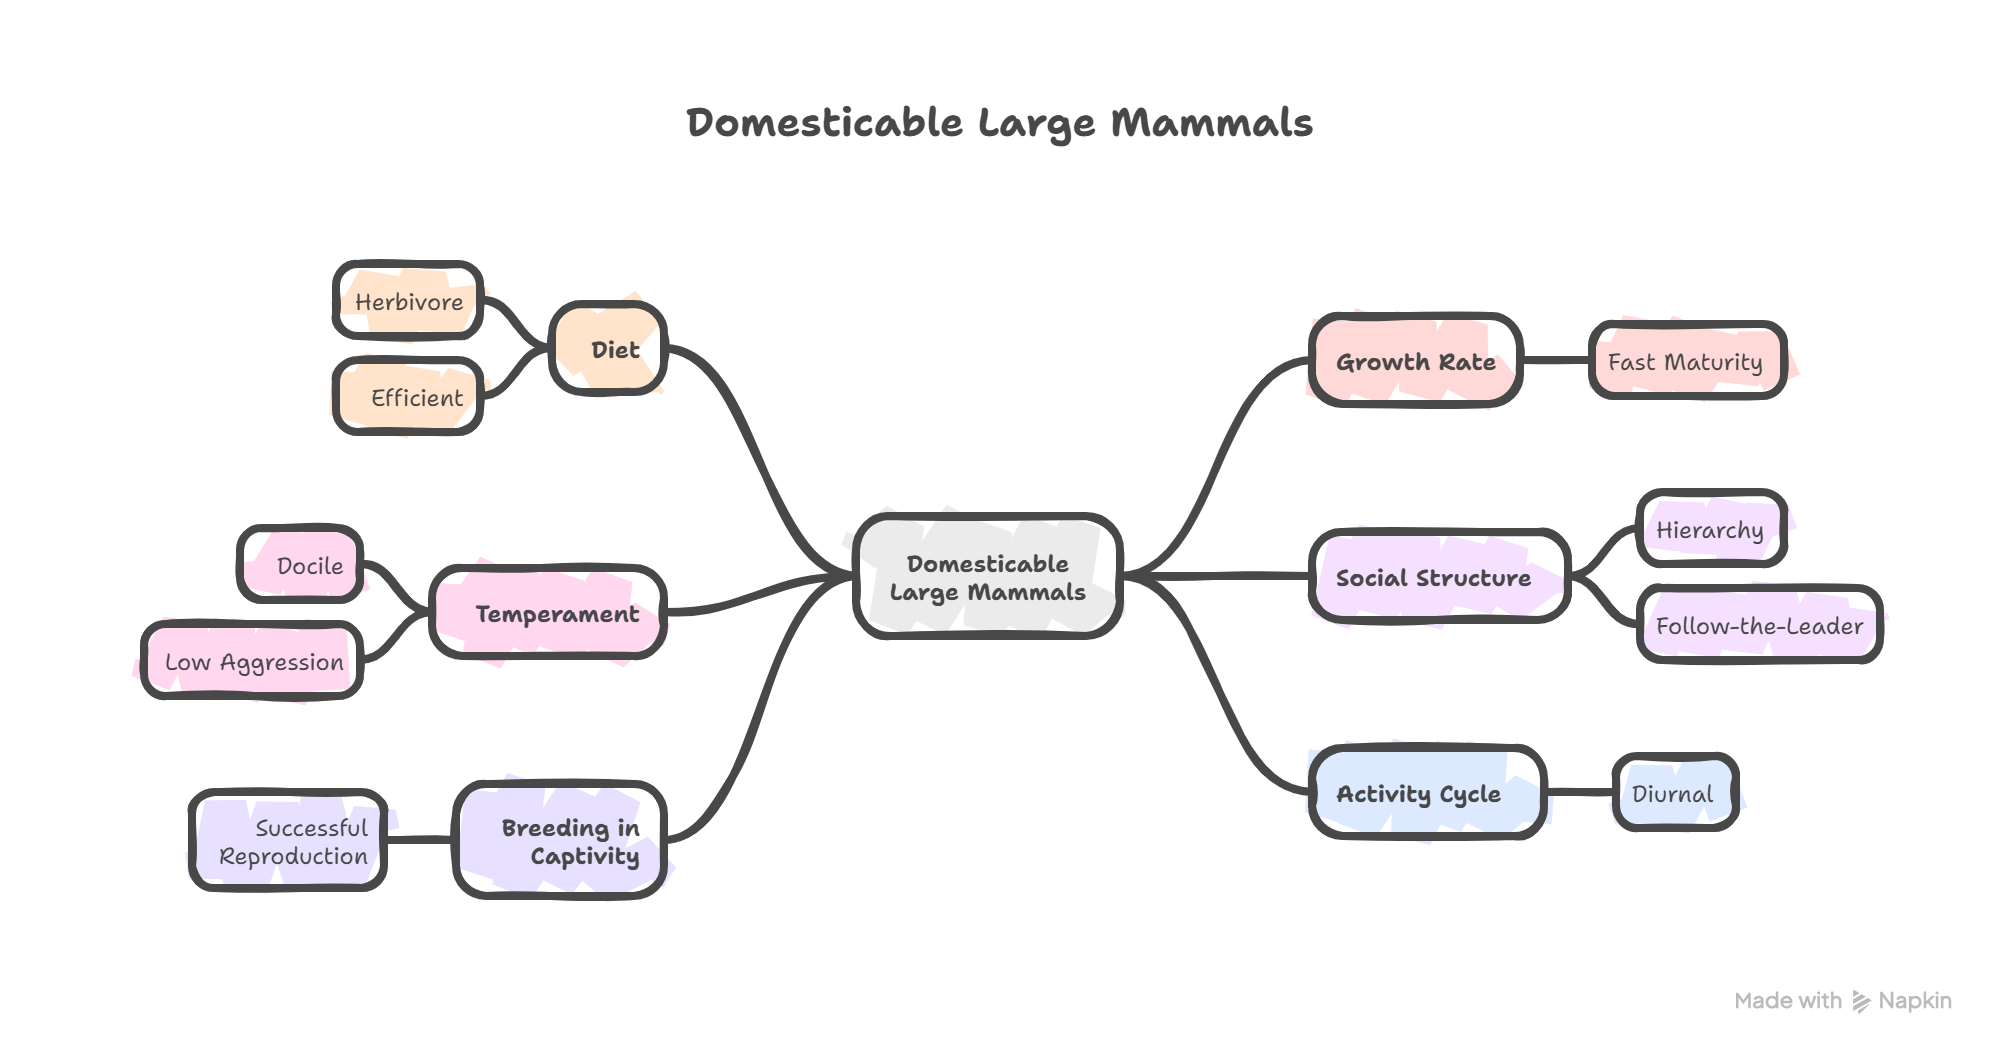 Domesticable Large Mammals
Herbivore
Efficient
Diet
Docile
Low Aggression
Temperament
Successful
Reproduction
Breeding in
Captivity
Domesticable
Large Mammals
Growth Rate
Fast Maturity
Social Structure
Hierarchy
Follow-the-Leader
Activity Cycle
Diurnal
Made with Napkin